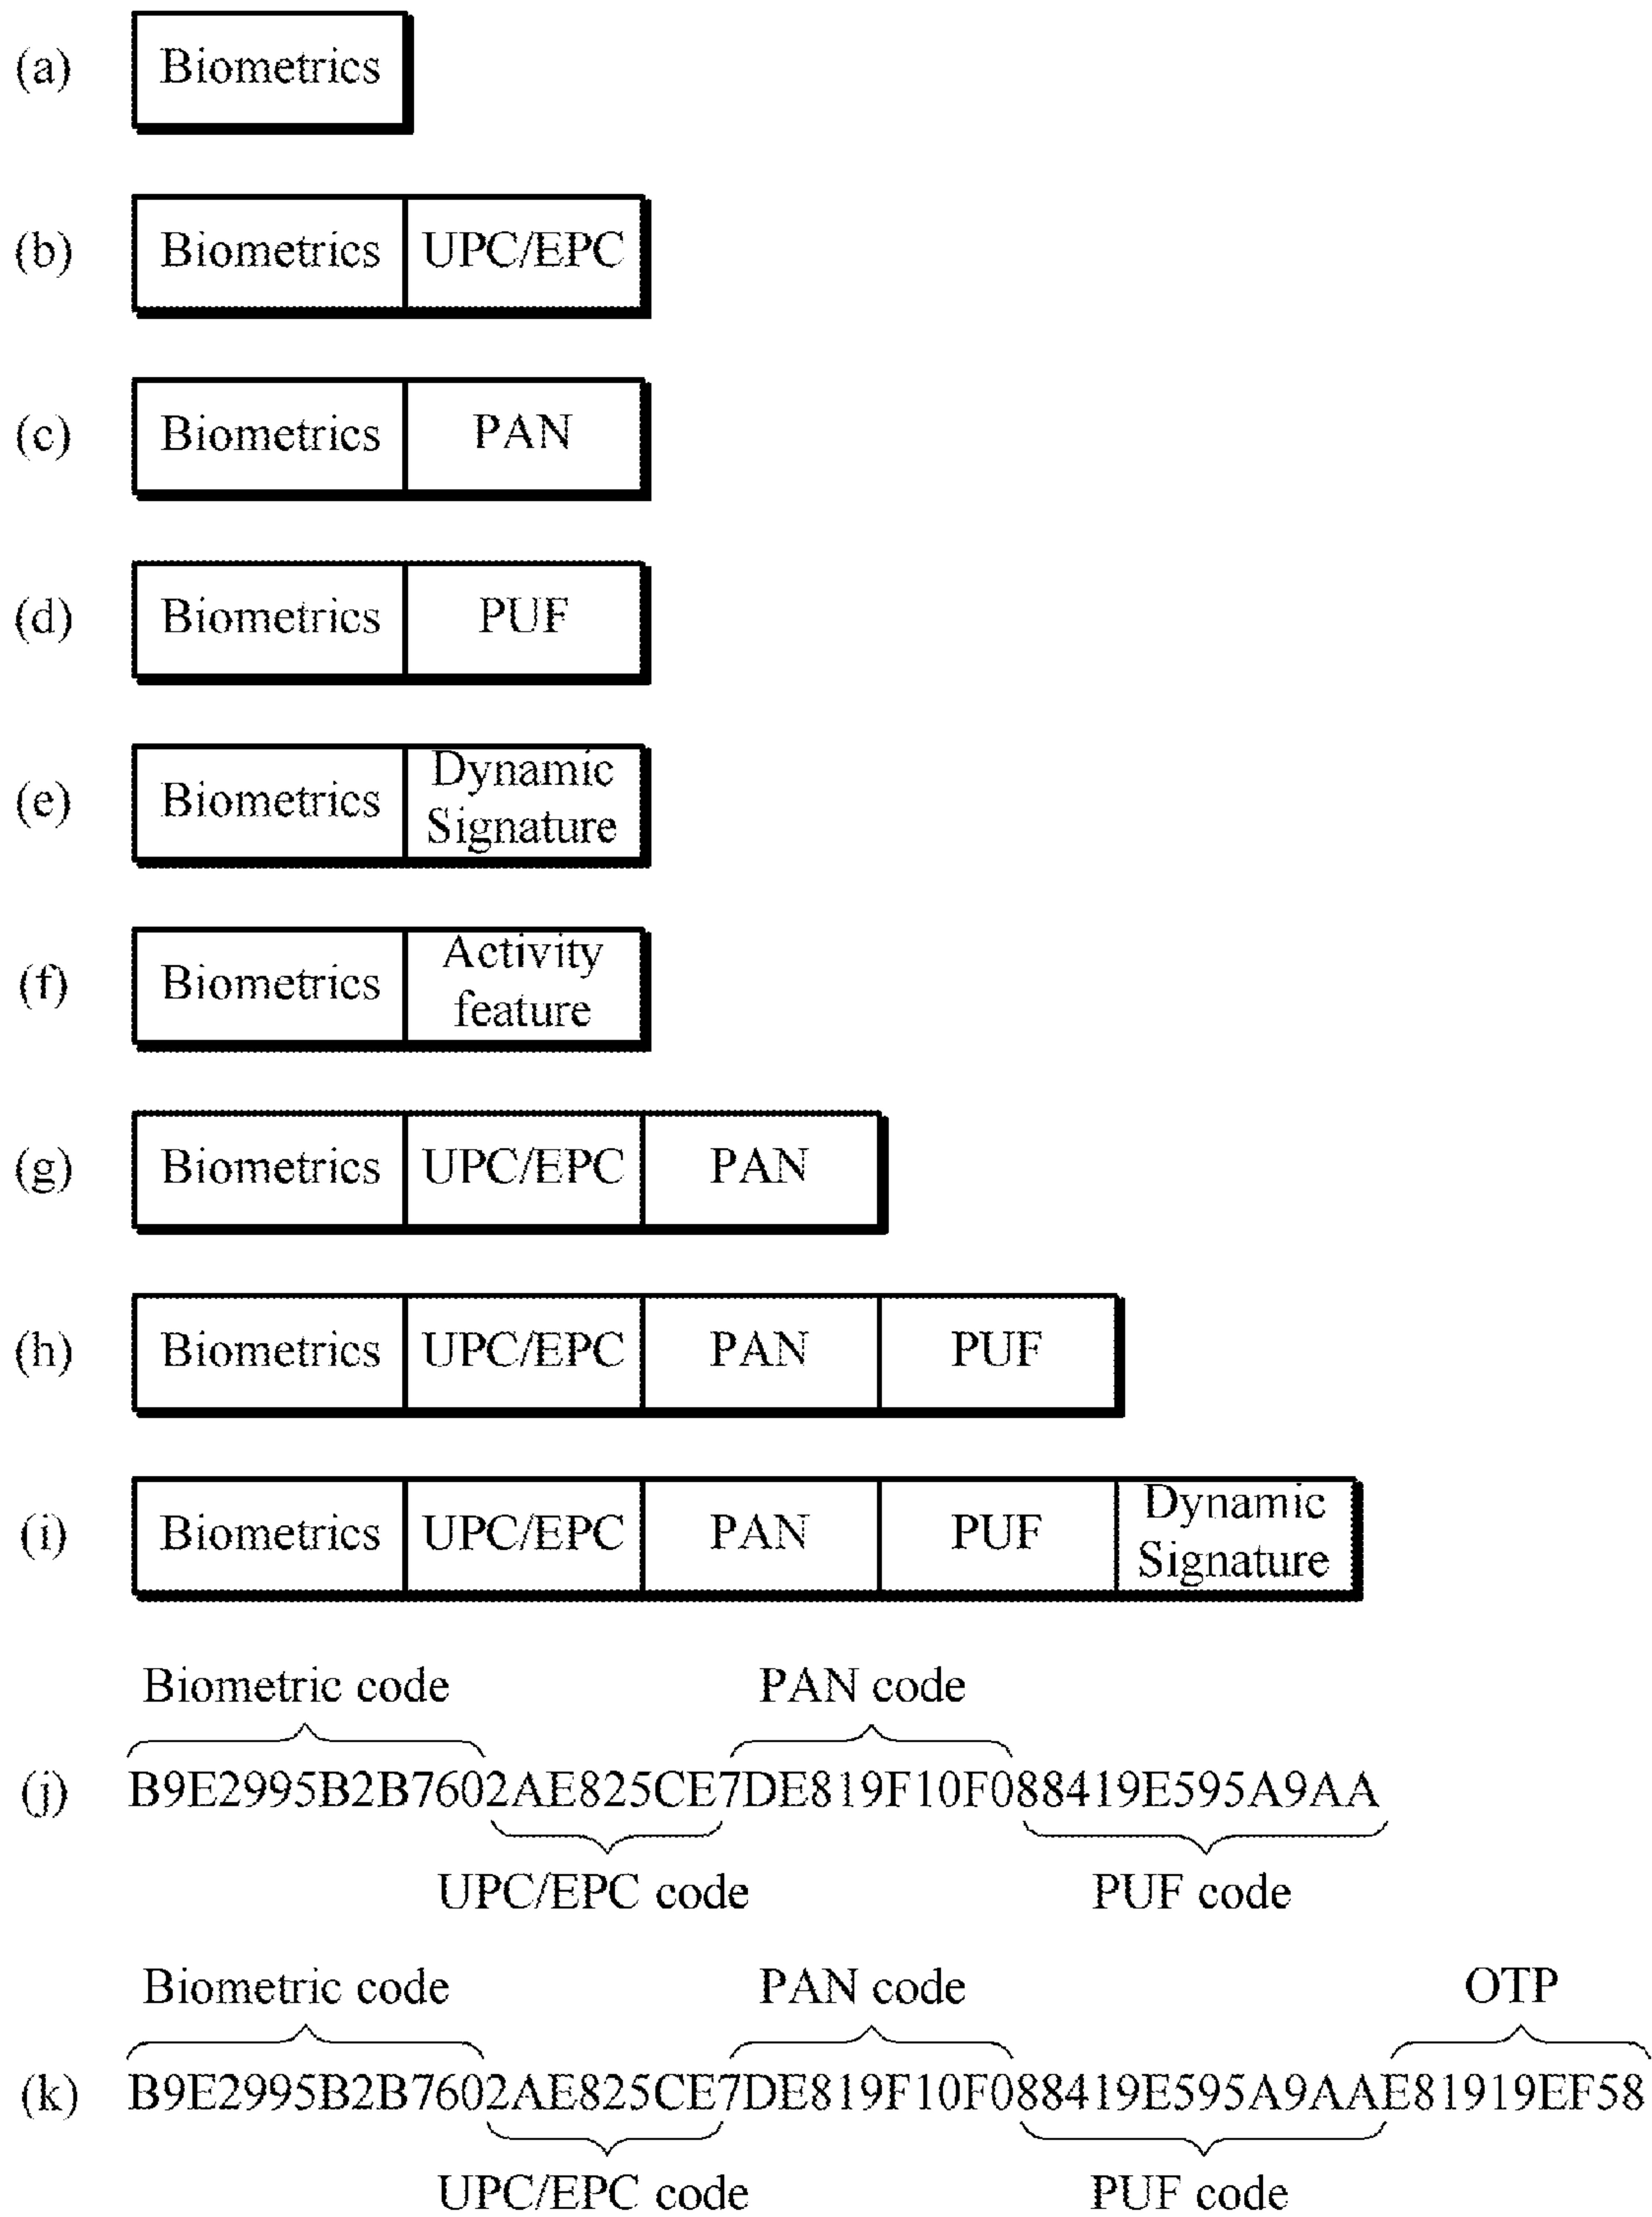 (a) Biometrics
(b) Biometrics UPC/EPC
(c) Biometrics PAN
(d) Biometrics PUF
(e) Biometrics Dynamic
Signature
(f) Biometrics Activity
feature
(g) Biometrics UPC/EPC PAN
(h) Biometrics UPC/EPC PAN PUF
(i) Biometrics UPC/EPC PAN PUF Dynamic
Signature
Biometric code PAN code
(j) B9E2995B2B7602AE825CE7DE819F10F088419E595A9AA
UPC/EPC code PUF code
Biometric code PAN code OTP
(k) B9E2995B2B7602AE825CE7DE819F10F088419E595A9AAE81919EF58
UPC/EPC code PUF code